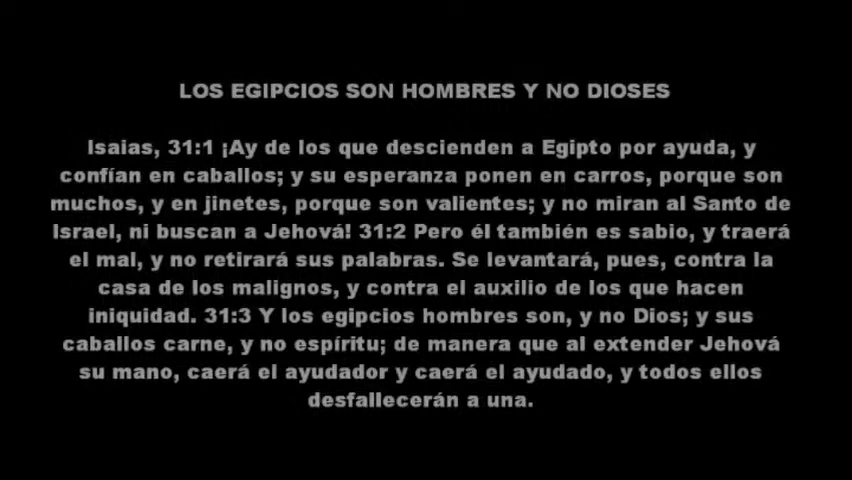 LOS EGIPCIOS SON HOMBRES Y NO DIOSES
Isaias, 31:1 ¡Ay de los que descienden a Egipto por ayuda, y
confían en caballos; y su esperanza ponen en carros, porque son
muchos, y en jinetes, porque son valientes; y no miran al Santo de
Israel, ni buscan a Jehová! 31:2 Pero él también es sabio, y traerá
el mal, y no retirará sus palabras. Se levantará, pues, contra la
casa de los malignos, y contra el auxilio de los que hacen
iniquidad. 31:3 Y los egipcios hombres son, y no Dios; y sus
caballos carne, y no espíritu; de manera que al extender Jehová
su mano, caerá el ayudador y caerá el ayudado, y todos ellos
desfallecerán a una.